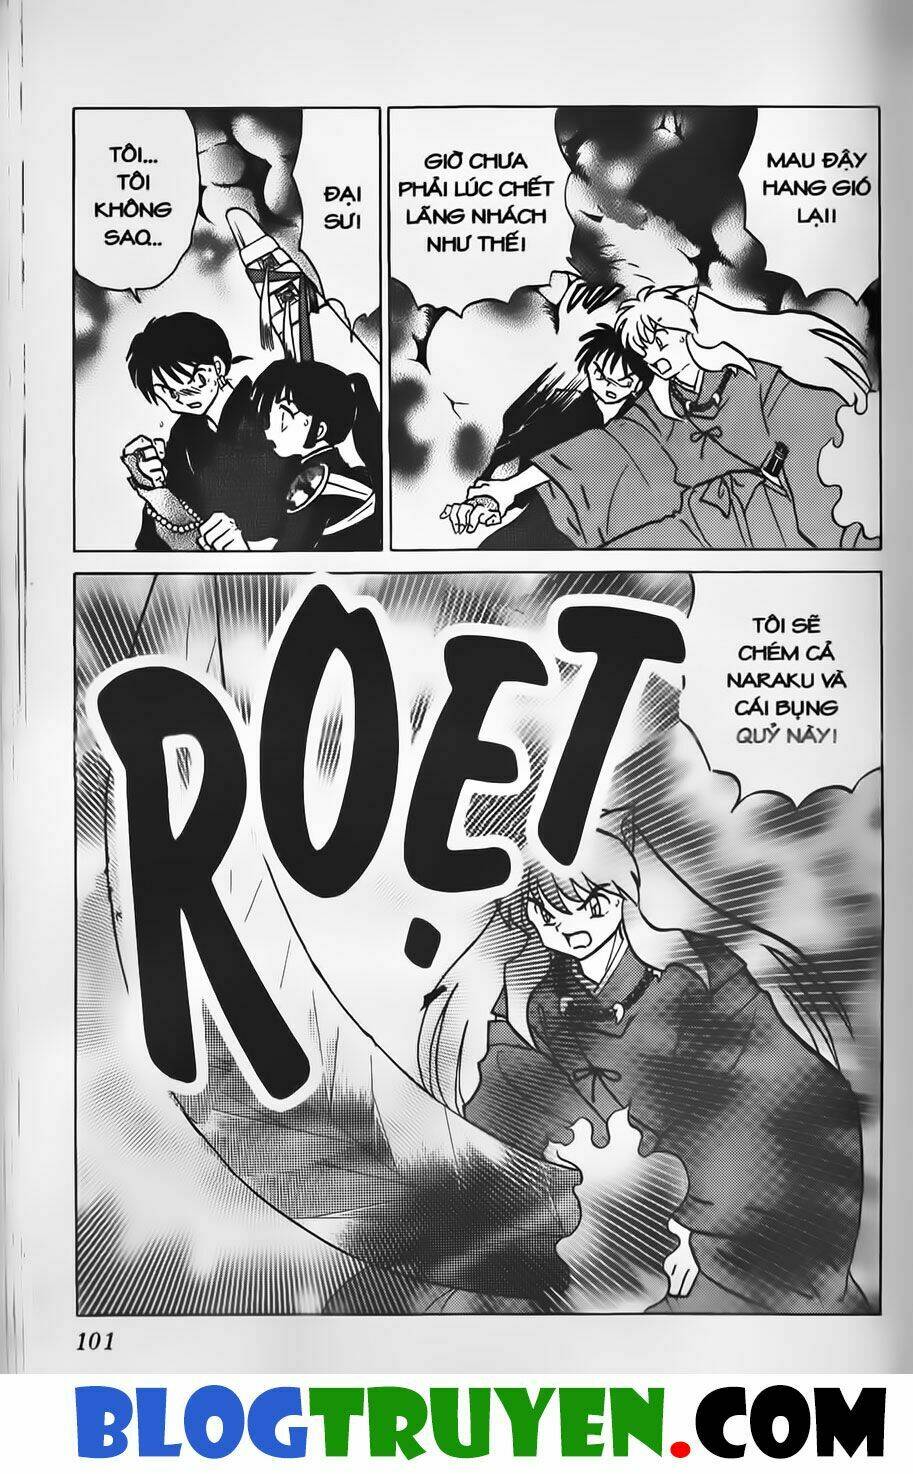 MAU ĐẬY
HANG GIÓ
LẠI!
GIỜ CHƯA
PHẢI LÚC CHẾT
LÃNG NHÁCH
NHƯ THẾ!
ĐẠI
SƯ!
TÔI...
TÔI
KHÔNG
SAO...
TÔI SẼ
CHÉM CẢ
NARAKU VÀ
CÁI BỤNG
QUỶ NÀY!
ROẸT
101
BLOGTRUYEN.COM